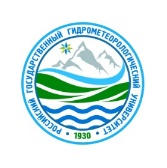 РОССИЙСКИЙ ГОСУДАРСТВЕННЫЙ ГИДРОМЕТЕОРОЛОГИЧЕСКИЙ УНИВЕРСИТЕТ
• 1930 •